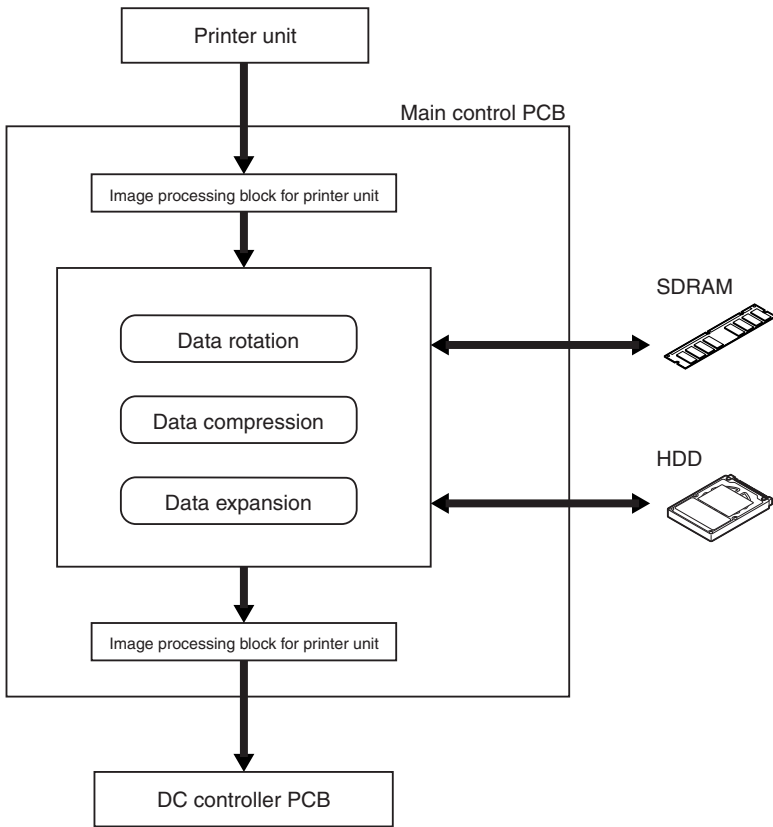 Printer unit
Main control PCB
Image processing block for printer unit
SDRAM
Data rotation
Data compression
HDD
Data expansion
Image processing block for printer unit
DC controller PCB